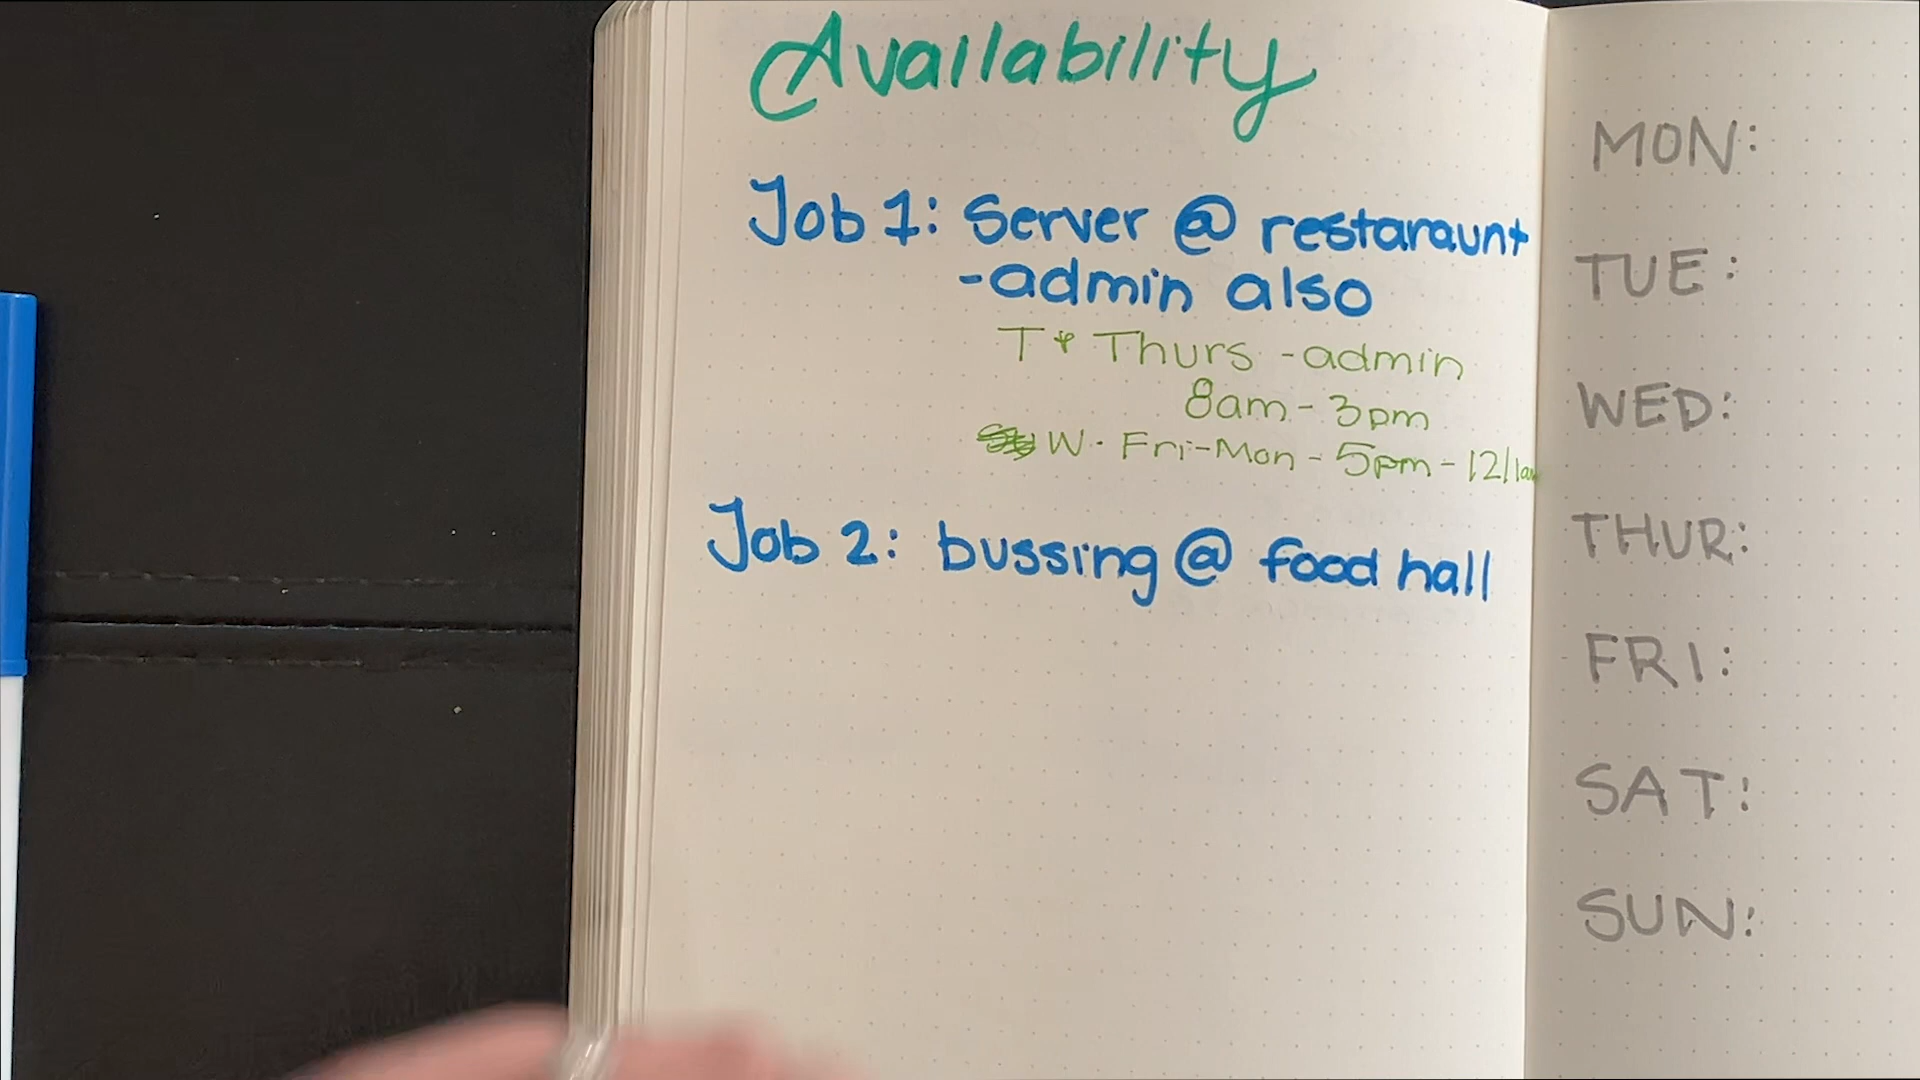 Availability
Job 1: Server @ restaraunt
-admin also
T & Thurs - admin
8am - 3pm
W - Fri-Mon - 5pm - 12/1am
Job 2: bussing @ food hall
MON:
TUE:
WED:
THUR:
FRI:
SAT:
SUN: